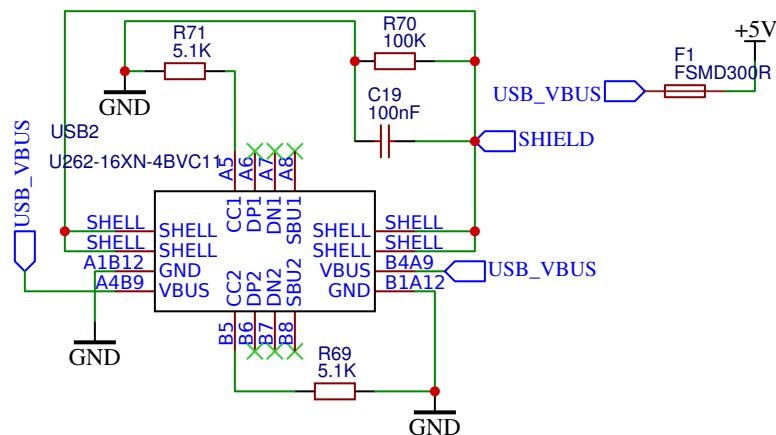 R71
5.1K
R70
100K
+5V
F1
FSMD300R
USB_VBUS
GND
C19
100nF
USB2
U262-16XN-4BVC11
SHIELD
USB_VBUS
A5
A6
A7
A8
CC1
DP1
DN1
SBU1
SHELL
SHELL
SHELL
SHELL
SHELL
SHELL
SHELL
SHELL
A1B12
GND
VBUS
B4A9
USB_VBUS
A4B9
VBUS
GND
B1A12
CC2
DP2
DN2
SBU2
B5
B6
B7
B8
GND
R69
5.1K
GND